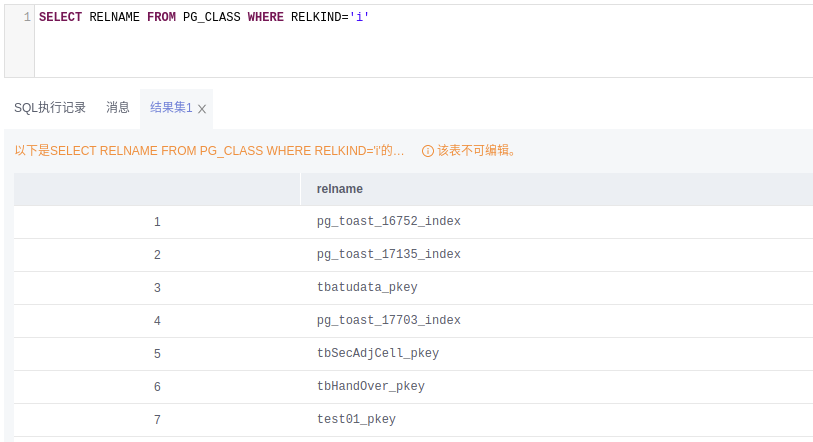 1 SELECT RELNAME FROM PG_CLASS WHERE RELKIND='i'
SQL执行记录 消息 结果集1
以下是SELECT RELNAME FROM PG_CLASS WHERE RELKIND='i'的… 该表不可编辑。
relname
1 pg_toast_16752_index
2 pg_toast_17135_index
3 tbatudata_pkey
4 pg_toast_17703_index
5 tbSecAdjCell_pkey
6 tbHandOver_pkey
7 test01_pkey